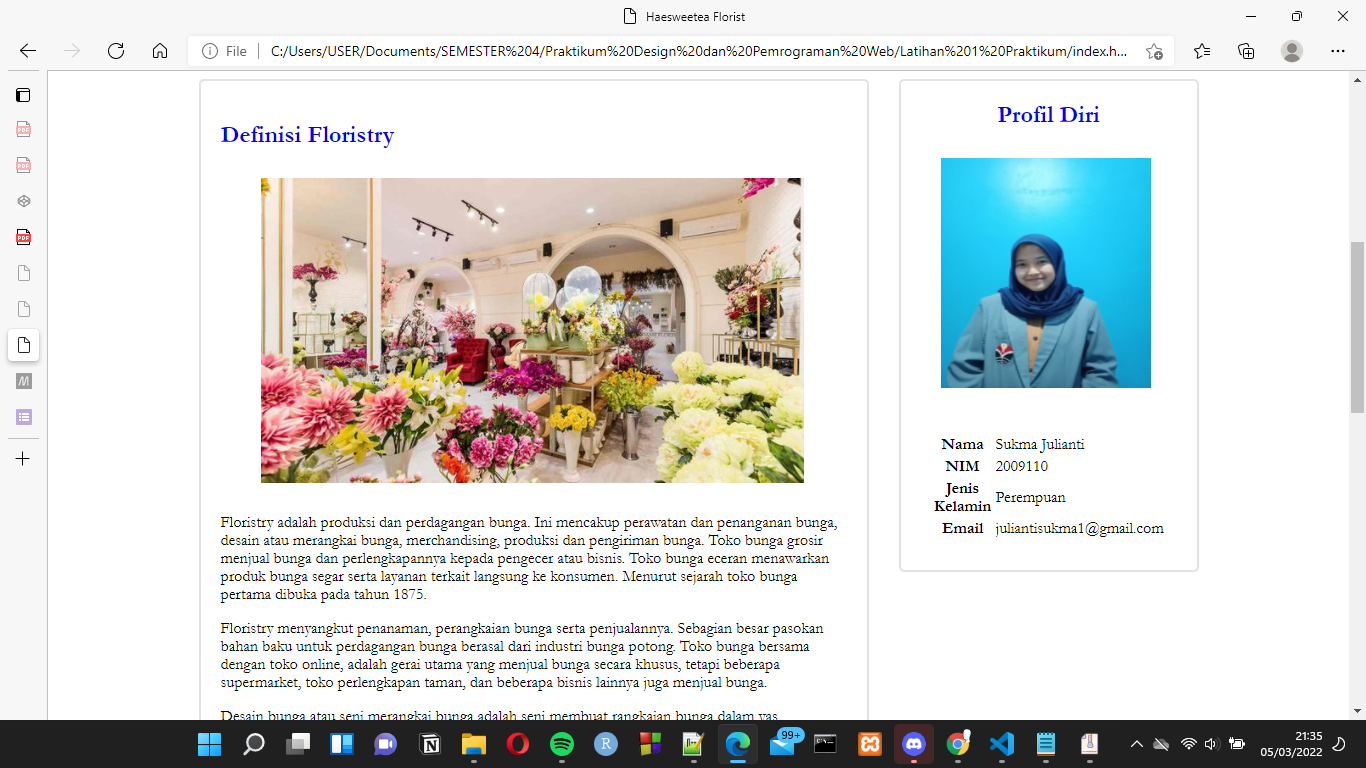 Haesweetea Florist
File
C:/Users/USER/Documents/SEMESTER%204/Praktikum%20Design%20dan%20Pemrograman%20Web/Latihan%201%20Praktikum/index.h...
Definisi Floristry
Floristry adalah produksi dan perdagangan bunga. Ini mencakup perawatan dan penanganan bunga,
desain atau merangkai bunga, merchandising, produksi dan pengiriman bunga. Toko bunga grosir
menjual bunga dan perlengkapannya kepada pengecer atau bisnis. Toko bunga eceran menawarkan
produk bunga segar serta layanan terkait langsung ke konsumen. Menurut sejarah toko bunga
pertama dibuka pada tahun 1875.
Floristry menyangkut penanaman, perangkaian bunga serta penjualannya. Sebagian besar pasokan
bahan baku untuk perdagangan bunga berasal dari industri bunga potong. Toko bunga bersama
dengan toko online, adalah gerai utama yang menjual bunga secara khusus, tetapi beberapa
supermarket, toko perlengkapan taman, dan beberapa bisnis lainnya juga menjual bunga.
Desain bunga atau seni merangkai bunga adalah seni membuat rangkaian bunga dalam vas
Profil Diri
Nama Sukma Julianti
NIM 2009110
Jenis
Kelamin Perempuan
Email juliantisukma1@gmail.com
99+
21:35
05/03/2022